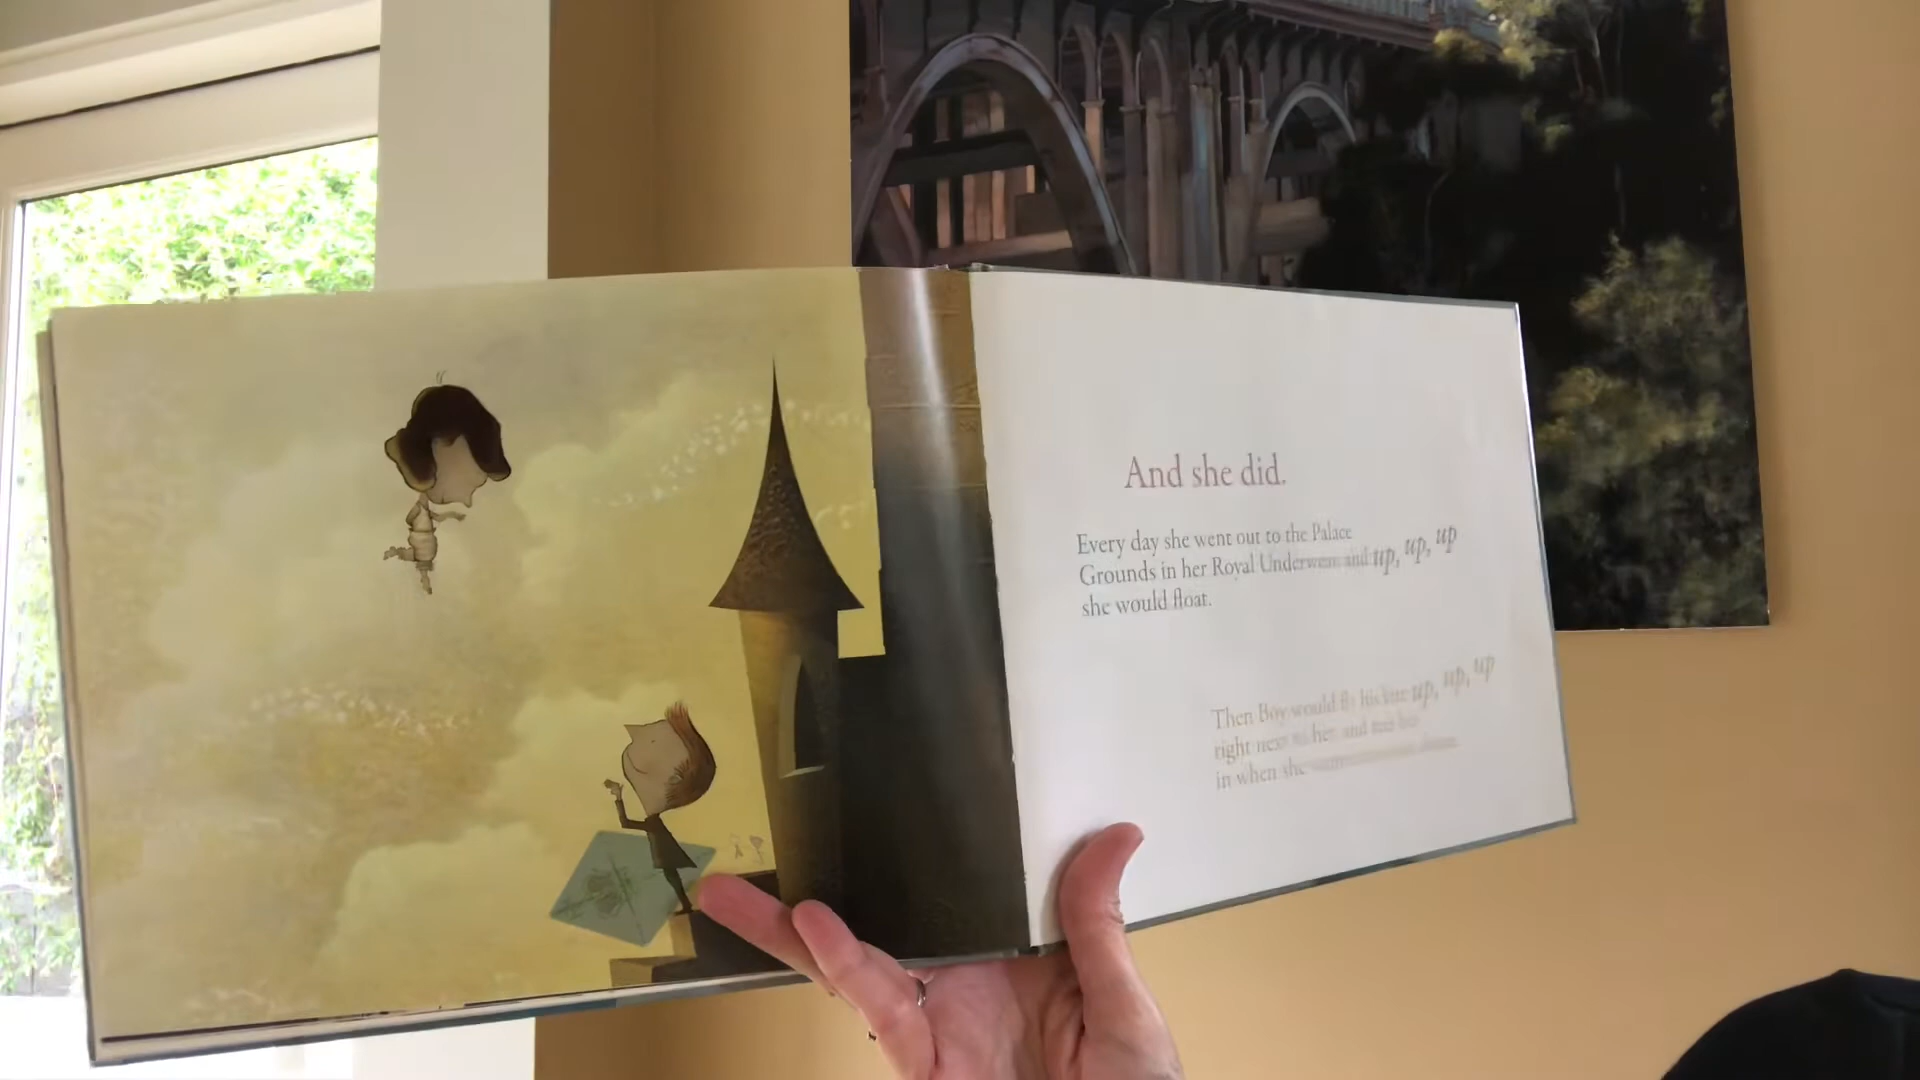 And she did.
Every day she went out to the Palace
Grounds in her Royal Underwear and up, up, up
she would float.
Then Boy would fly his kite up, up, up
right next to her and
in when she